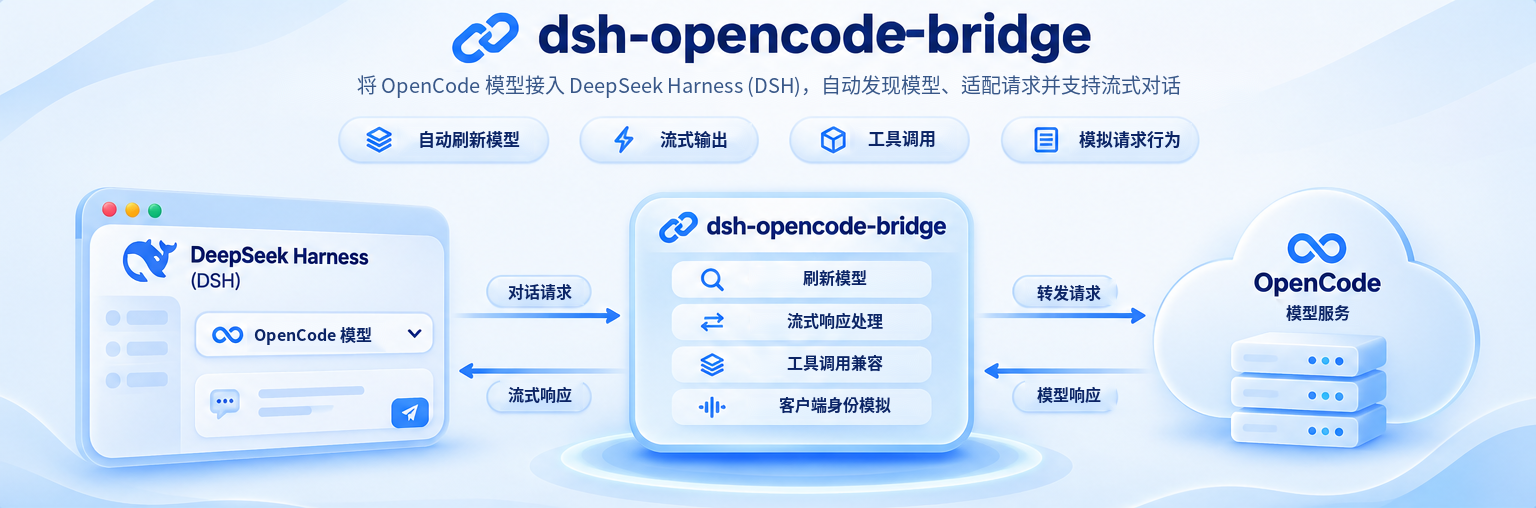 dsh-opencode-bridge
将 OpenCode 模型接入 DeepSeek Harness (DSH)，自动发现模型、适配请求并支持流式对话
自动刷新模型
流式输出
工具调用
模拟请求行为
DeepSeek Harness
(DSH)
OpenCode 模型
对话请求
流式响应
dsh-opencode-bridge
刷新模型
流式响应处理
工具调用兼容
客户端身份模拟
转发请求
模型响应
OpenCode
模型服务